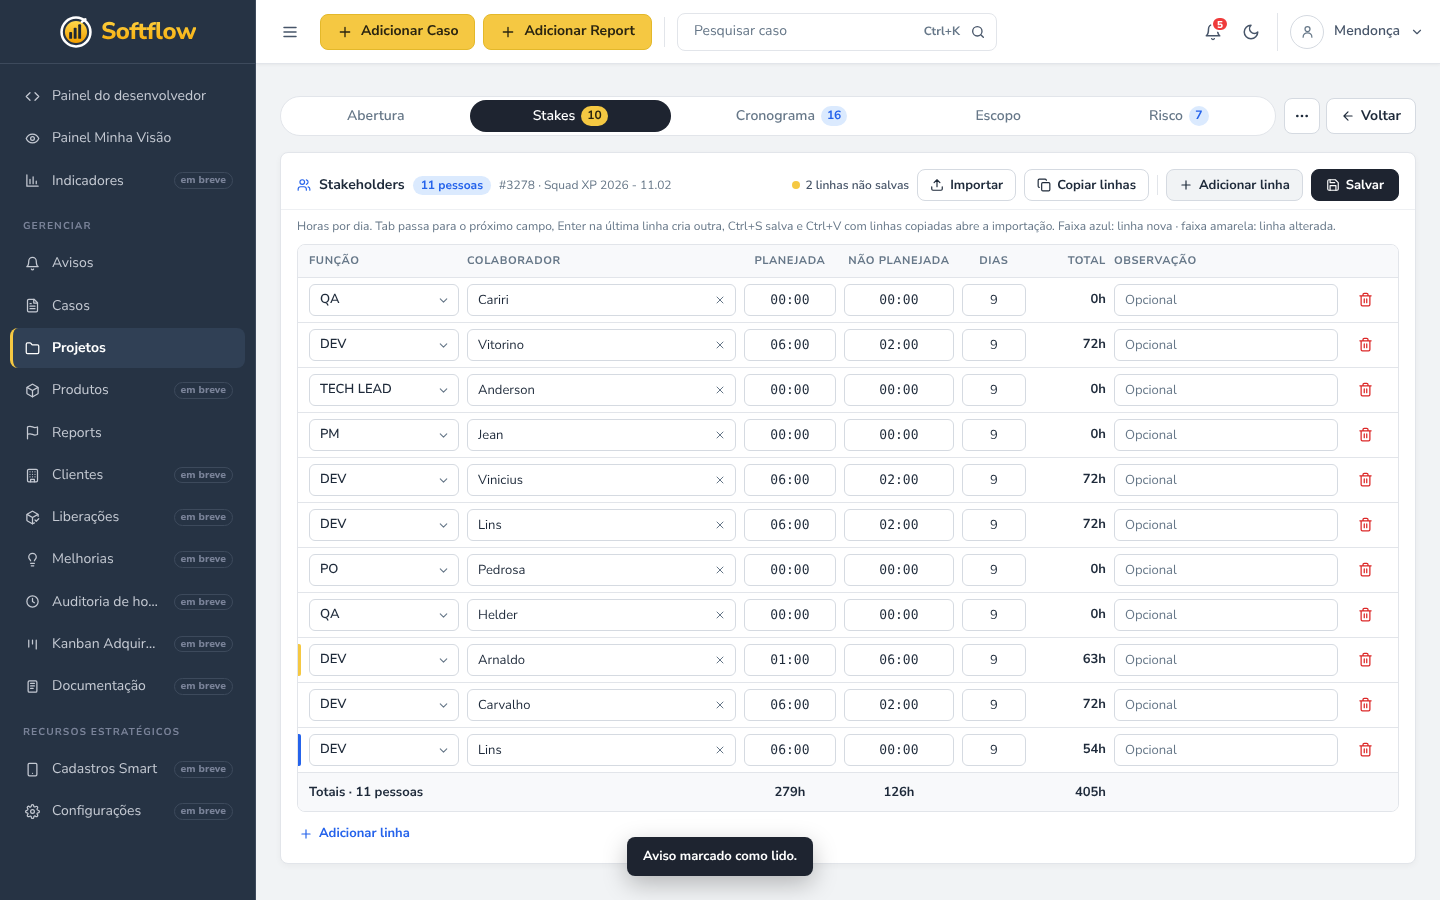 Softflow
Adicionar Caso
Adicionar Report
Pesquisar caso
Ctrl+K
5
Mendonça
Painel do desenvolvedor
Painel Minha Visão
Indicadores em breve
GERENCIAR
Avisos
Casos
Projetos
Produtos em breve
Reports
Clientes em breve
Liberações em breve
Melhorias em breve
Auditoria de ho... em breve
Kanban Adquir... em breve
Documentação em breve
RECURSOS ESTRATÉGICOS
Cadastros Smart em breve
Configurações em breve
Abertura
Stakes 10
Cronograma 16
Escopo
Risco 7
Voltar
Stakeholders 11 pessoas #3278 · Squad XP 2026 - 11.02
2 linhas não salvas
Importar
Copiar linhas
Adicionar linha
Salvar
Horas por dia. Tab passa para o próximo campo, Enter na última linha cria outra, Ctrl+S salva e Ctrl+V com linhas copiadas abre a importação. Faixa azul: linha nova · faixa amarela: linha alterada.
FUNÇÃO COLABORADOR PLANEJADA NÃO PLANEJADA DIAS TOTAL OBSERVAÇÃO
QA Cariri 00:00 00:00 9 0h Opcional
DEV Vitorino 06:00 02:00 9 72h Opcional
TECH LEAD Anderson 00:00 00:00 9 0h Opcional
PM Jean 00:00 00:00 9 0h Opcional
DEV Vinicius 06:00 02:00 9 72h Opcional
DEV Lins 06:00 02:00 9 72h Opcional
PO Pedrosa 00:00 00:00 9 0h Opcional
QA Helder 00:00 00:00 9 0h Opcional
DEV Arnaldo 01:00 06:00 9 63h Opcional
DEV Carvalho 06:00 02:00 9 72h Opcional
DEV Lins 06:00 00:00 9 54h Opcional
Totais · 11 pessoas 279h 126h 405h
Adicionar linha
Aviso marcado como lido.